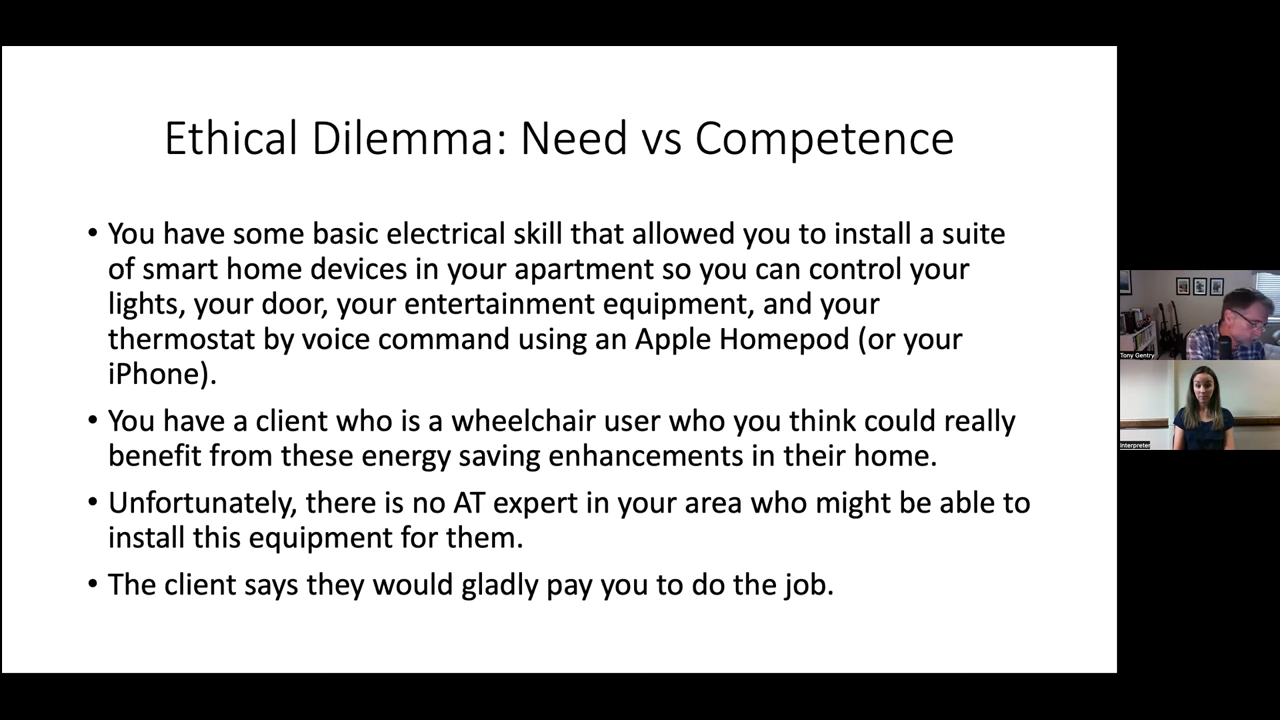 Ethical Dilemma: Need vs Competence
• You have some basic electrical skill that allowed you to install a suite
of smart home devices in your apartment so you can control your
lights, your door, your entertainment equipment, and your
thermostat by voice command using an Apple Homepod (or your
iPhone).
• You have a client who is a wheelchair user who you think could really
benefit from these energy saving enhancements in their home.
• Unfortunately, there is no AT expert in your area who might be able to
install this equipment for them.
• The client says they would gladly pay you to do the job.
Tony Gentry
Interpreter